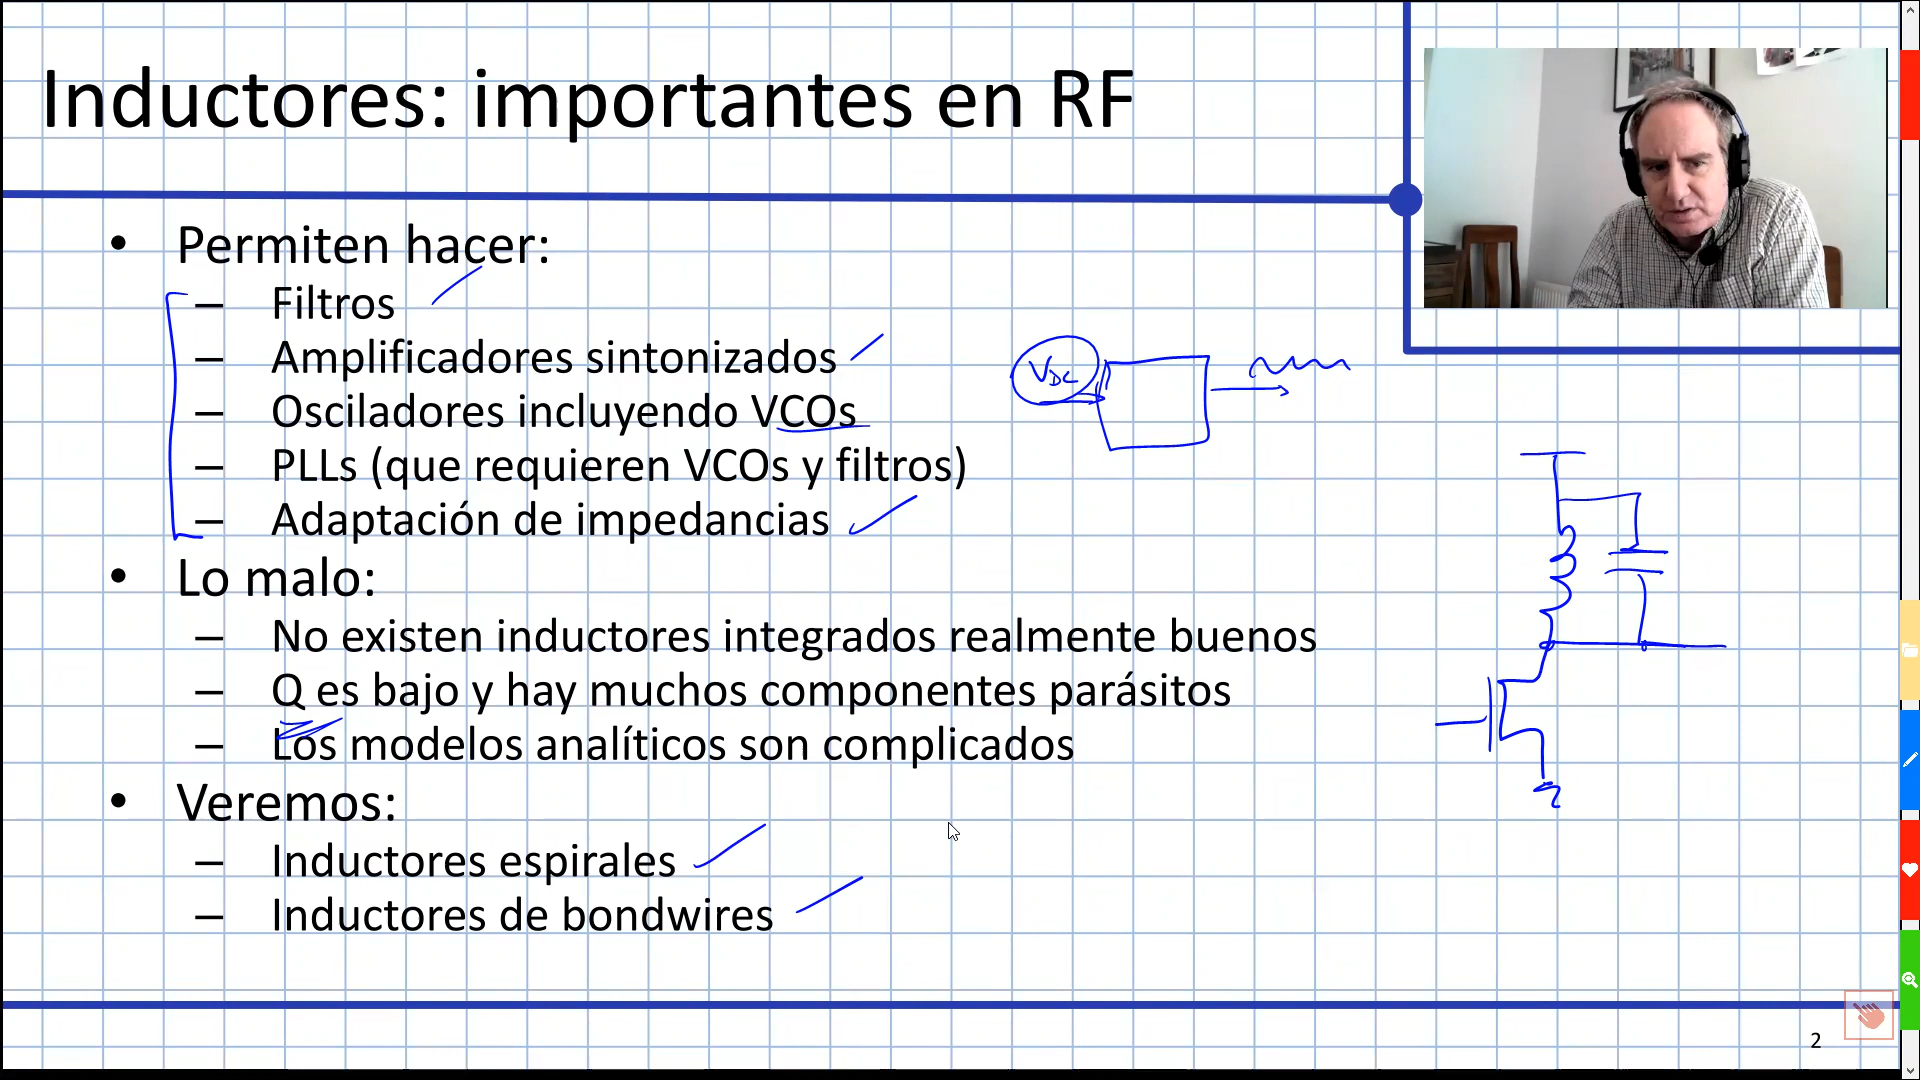 Inductores: importantes en RF
• Permiten hacer:
– Filtros
– Amplificadores sintonizados
– Osciladores incluyendo VCOs
– PLLs (que requieren VCOs y filtros)
– Adaptación de impedancias
• Lo malo:
– No existen inductores integrados realmente buenos
– Q es bajo y hay muchos componentes parásitos
– Los modelos analíticos son complicados
• Veremos:
– Inductores espirales
– Inductores de bondwires
VDC
2